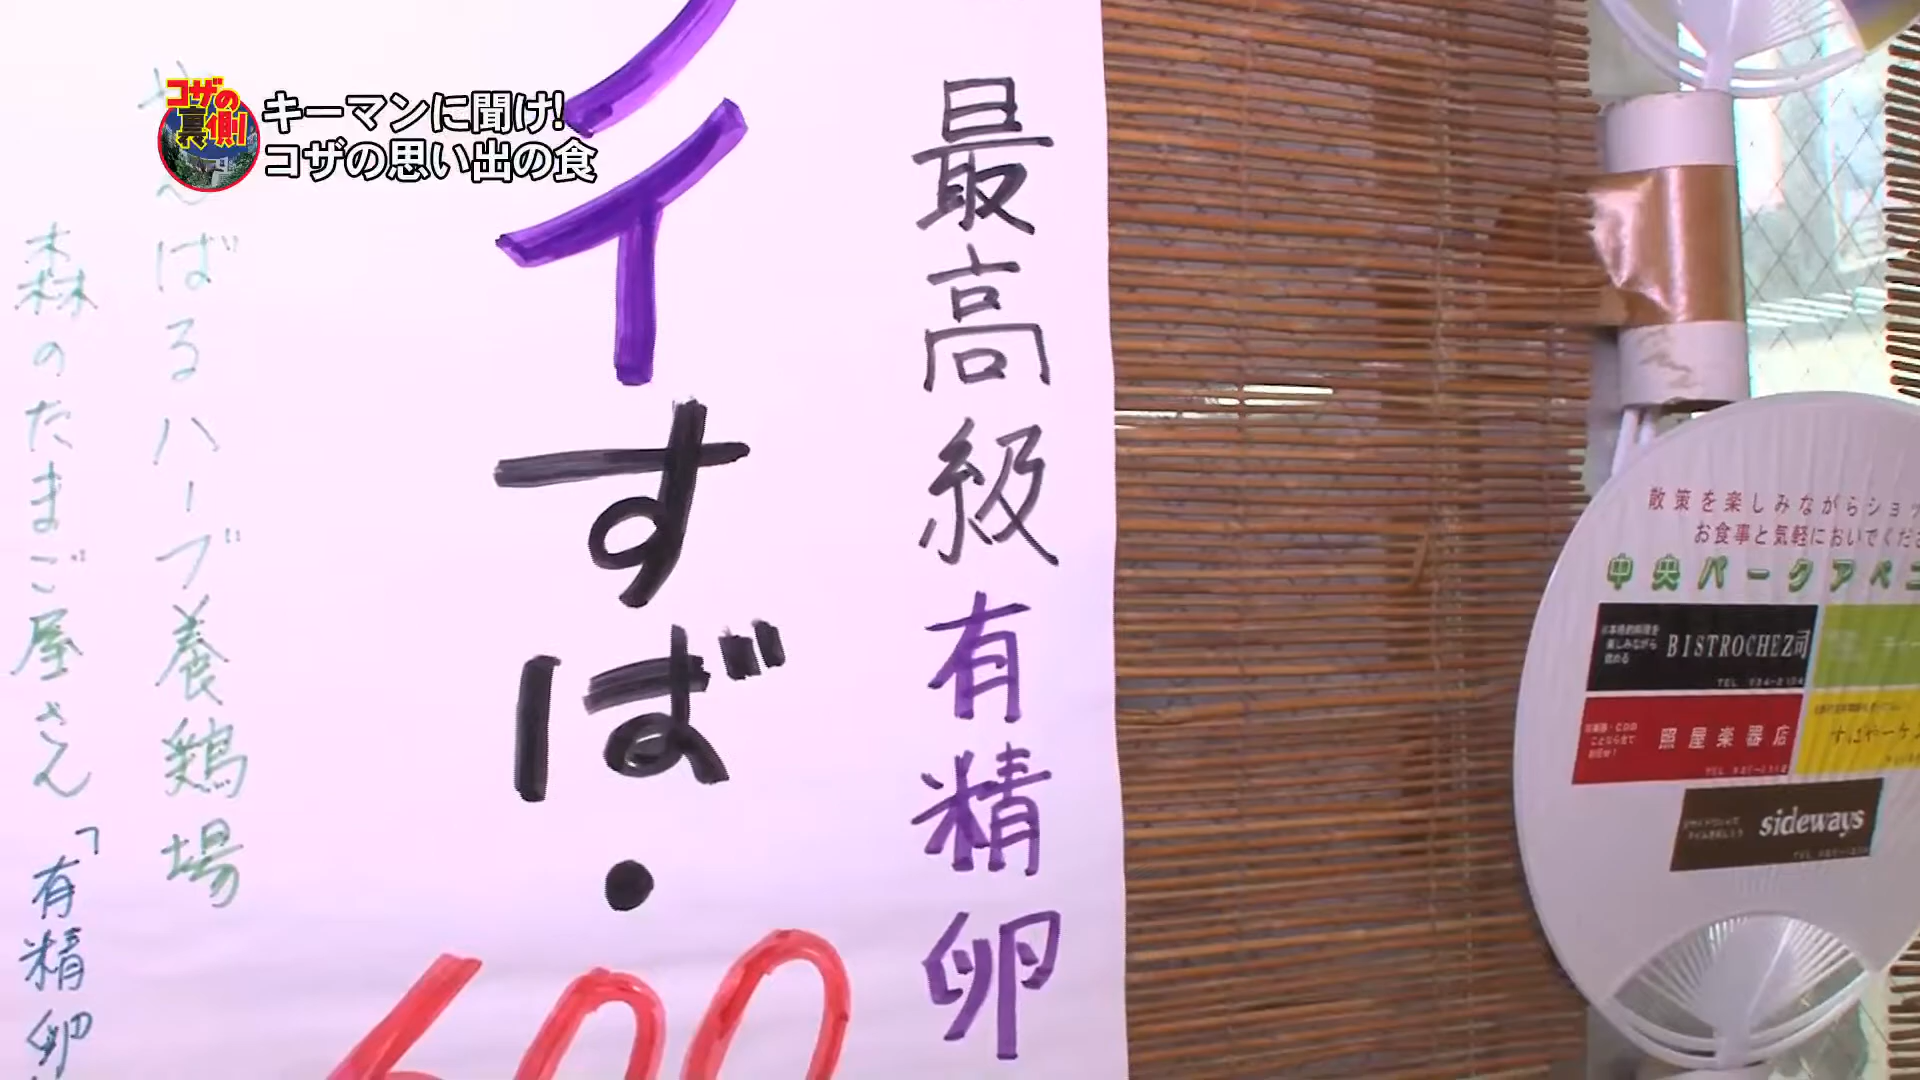 コザの
裏側
キーマンに聞け!
コザの思い出の食
最高級有精卵
イすば・
600
ばるハーブ養鶏場
森のたまご屋さん「有精卵
散策を楽しみながらショッ
お食事と気軽においでくださ
中央パークアベニ
BISTROCHEZ司
照屋楽器店
sideways